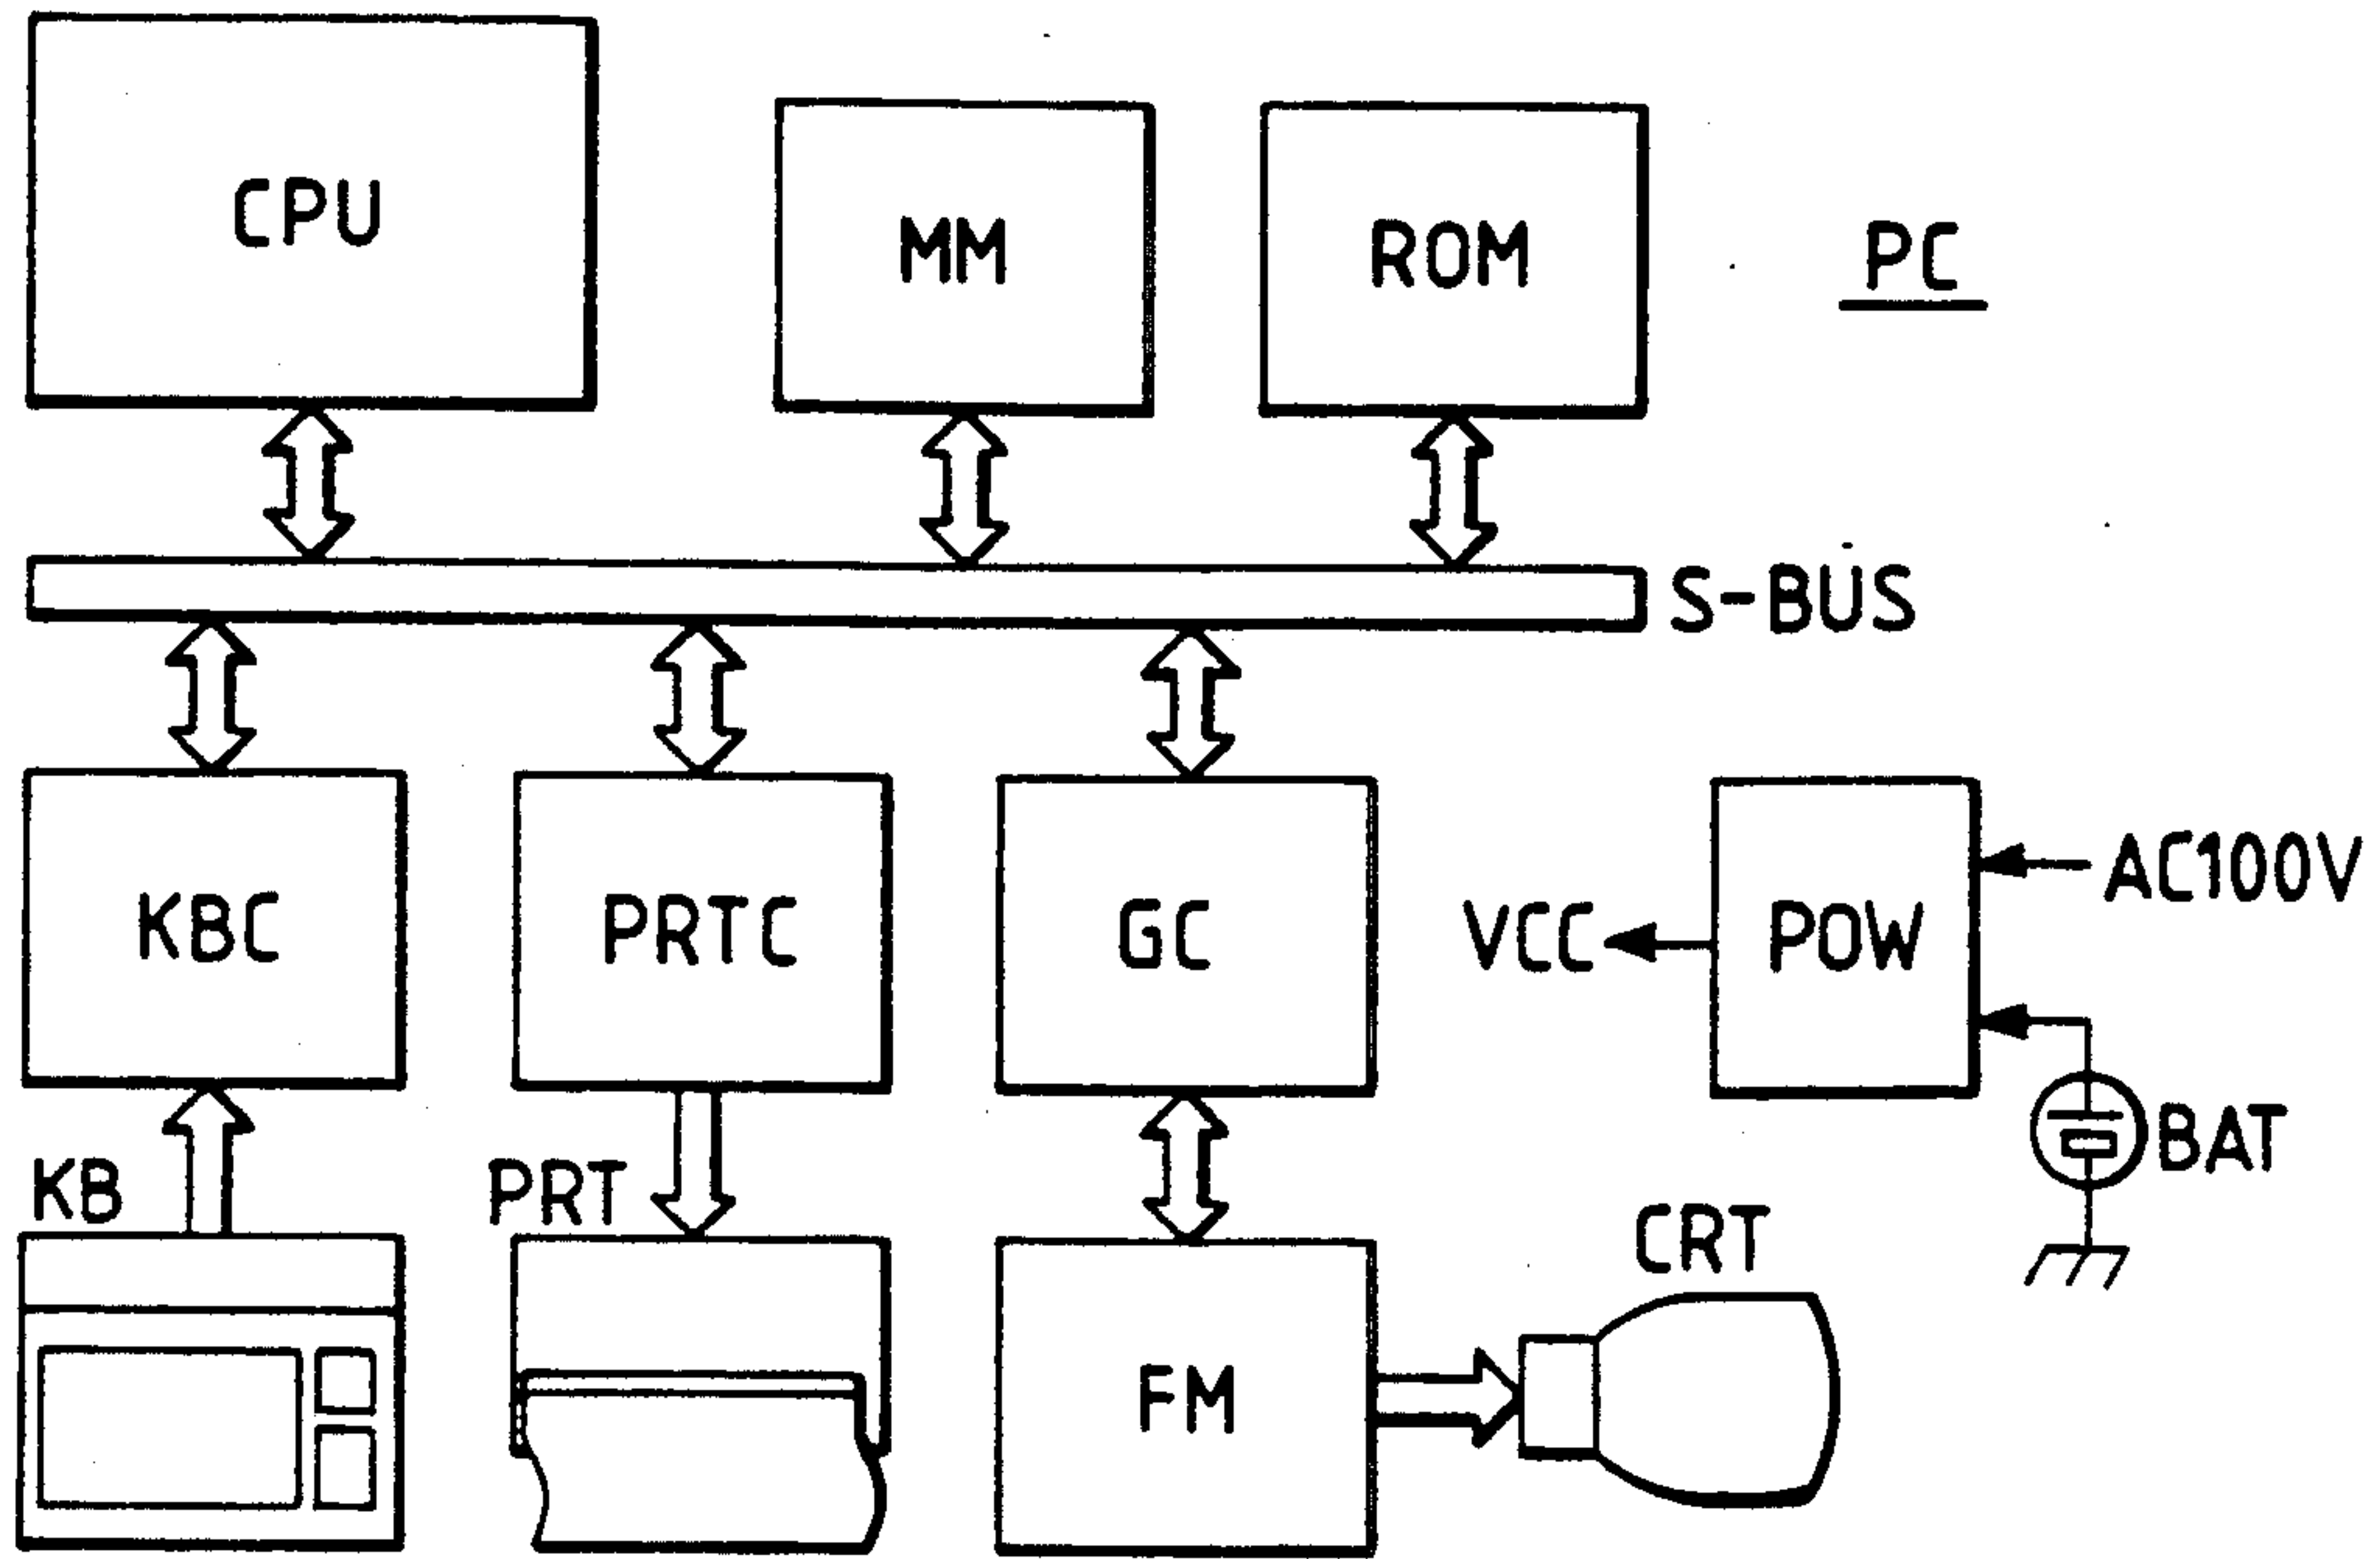 CPU
MM
ROM
PC
S-BUS
KBC
PRTC
GC
VCC
POW
AC100V
KB
PRT
BAT
CRT
FM